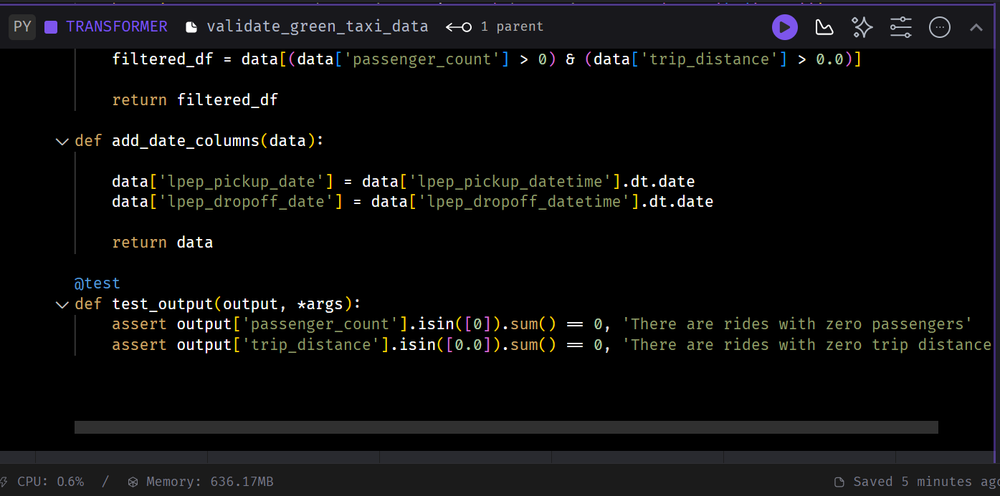 PY TRANSFORMER validate_green_taxi_data 1 parent
filtered_df = data[(data['passenger_count'] > 0) & (data['trip_distance'] > 0.0)]
return filtered_df
def add_date_columns(data):
data['lpep_pickup_date'] = data['lpep_pickup_datetime'].dt.date
data['lpep_dropoff_date'] = data['lpep_dropoff_datetime'].dt.date
return data
@test
def test_output(output, *args):
assert output['passenger_count'].isin([0]).sum() == 0, 'There are rides with zero passengers'
assert output['trip_distance'].isin([0.0]).sum() == 0, 'There are rides with zero trip distance
CPU: 0.6% / Memory: 636.17MB Saved 5 minutes ago